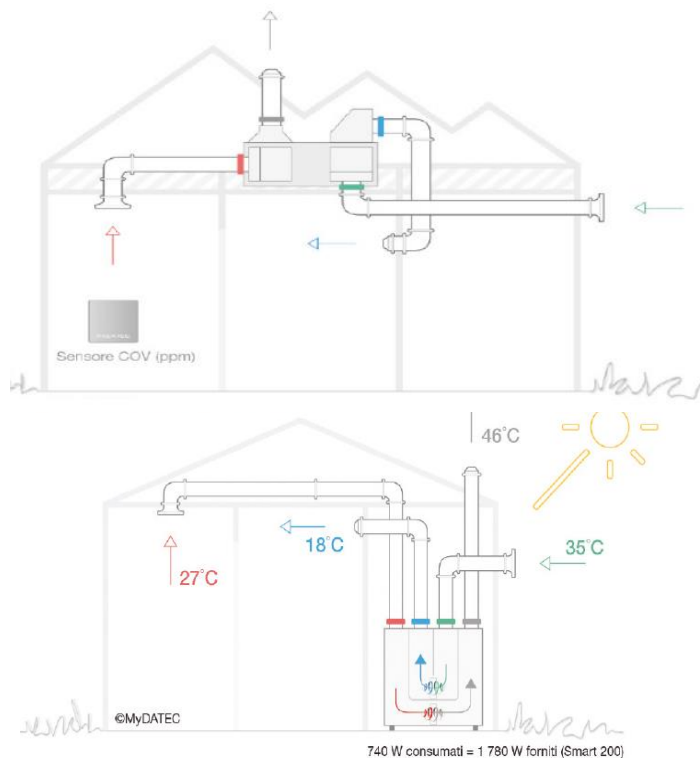 Sensore COV (ppm)
46°C
18°C
35°C
27°C
©MyDATEC
740 W consumati = 1 780 W forniti (Smart 200)